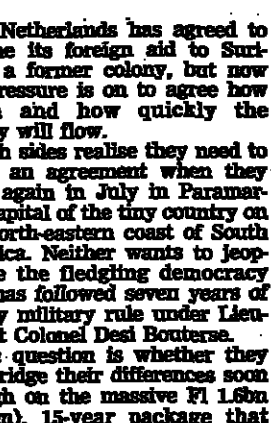 Netherlands has agreed to
its foreign aid to Suri-
a former colony, but now
ressure is on to agree how
and how quickly the
y will flow.
h sides realise they need to
an agreement when they
again in July in Paramar-
apital of the tiny country on
orth-eastern coast of South
ica. Neither wants to jeop-
e the fledgling democracy
has followed seven years of
y military rule under Lieu-
t Colonel Desi Bouterse.
question is whether they
ridge their differences soon
gh on the massive Fl 1.6bn
n), 15-year package that